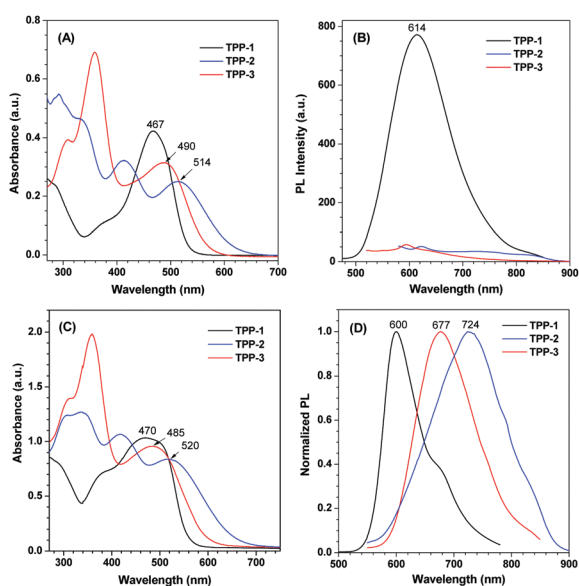 (A)
TPP-1
TPP-2
TPP-3
467
490
514
0.8
0.6
0.4
0.2
0.0
Absorbance (a.u.)
300 400 500 600 700
Wavelength (nm)
(B)
614
TPP-1
TPP-2
TPP-3
800
700
600
500
400
300
200
100
0
PL Intensity (a.u.)
500 600 700 800 900
Wavelength (nm)
(C)
TPP-1
TPP-2
TPP-3
470
485
520
2.0
1.5
1.0
0.5
0.0
Absorbance (a.u.)
300 400 500 600 700
Wavelength (nm)
(D)
600 677 724
TPP-1
TPP-2
TPP-3
1.0
0.8
0.6
0.4
0.2
0.0
Normalized PL
500 600 700 800 900
Wavelength (nm)